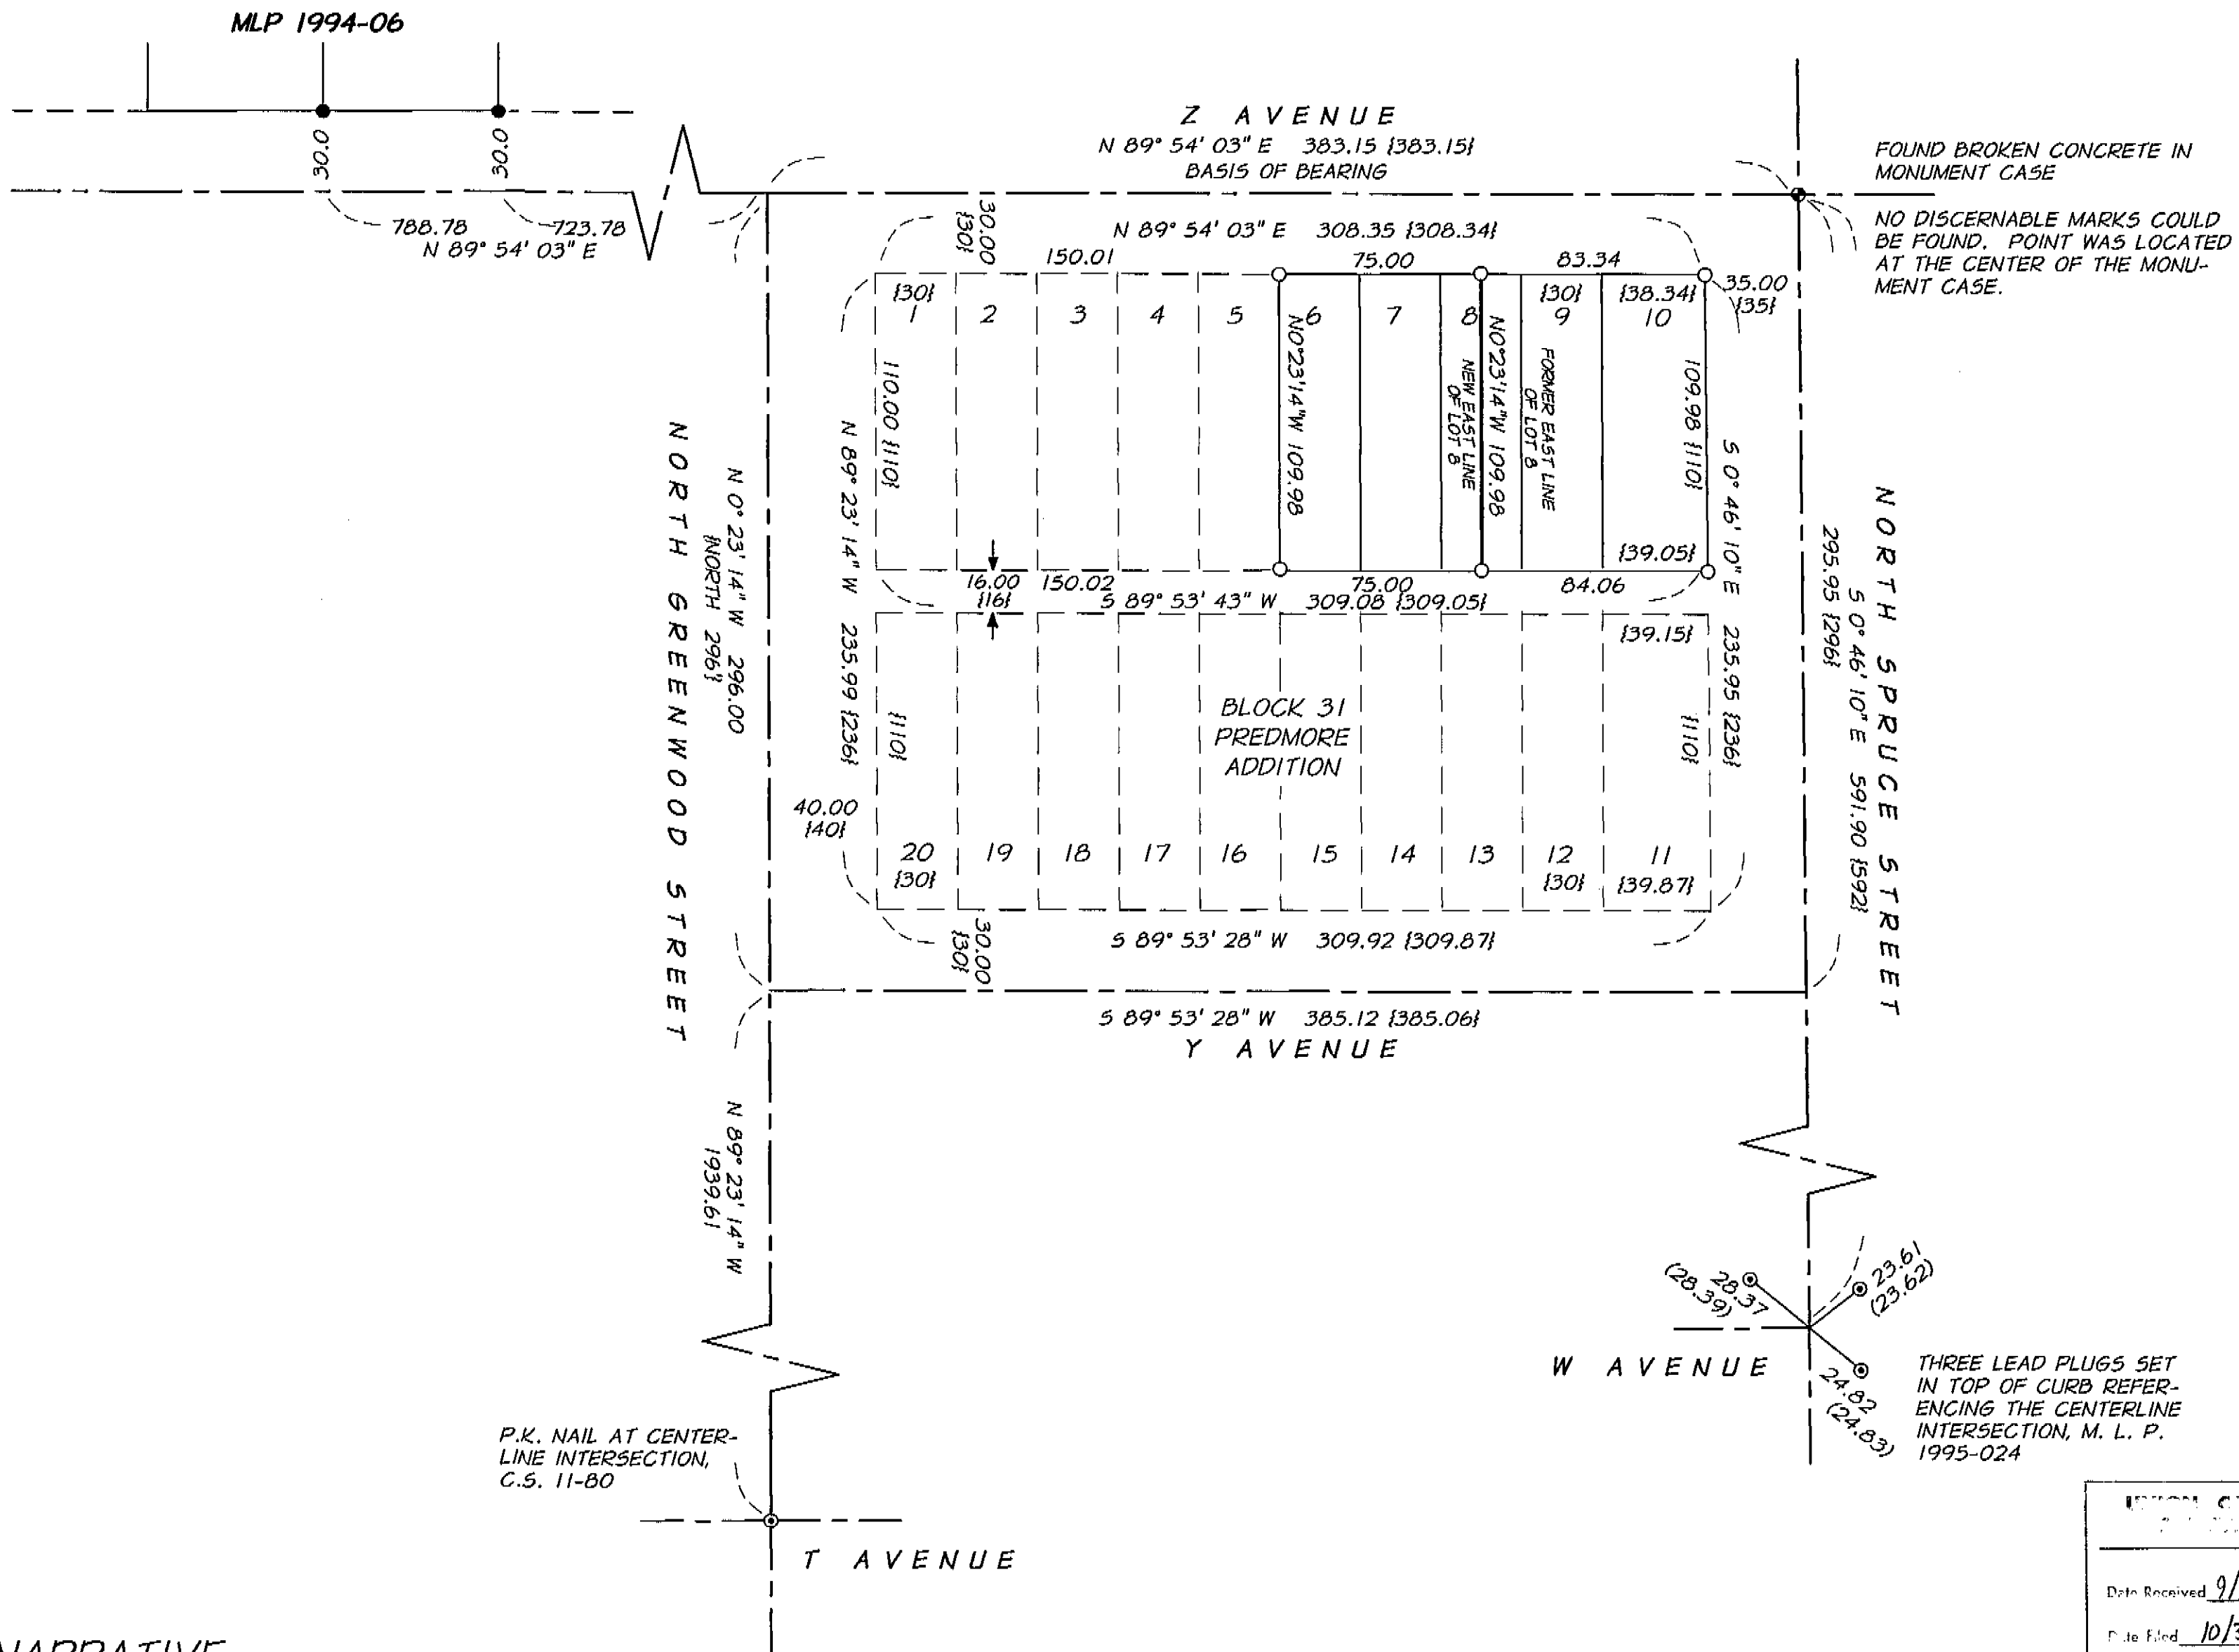 MLP 1994-06
Z AVENUE
N 89° 54' 03" E 383.15 {383.15}
BASIS OF BEARING
FOUND BROKEN CONCRETE IN
MONUMENT CASE
NO DISCERNABLE MARKS COULD
BE FOUND. POINT WAS LOCATED
AT THE CENTER OF THE MONU-
MENT CASE.
30.0
30.0
788.78
723.78
N 89° 54' 03" E
30.00
{30}
N 89° 54' 03" E 308.35 {308.34}
150.01
75.00
83.34
35.00
{35}
{30}
{30}
{38.34}
1
2
3
4
5
6
7
8
9
10
110.00 {110}
N0°23'14"W 109.98
NEW EAST LINE
OF LOT 8
N0°23'14"W 109.98
FORMER EAST LINE
OF LOT 8
109.98 {110}
{39.05}
16.00
{16}
150.02
75.00
84.06
S 89° 53' 43" W 309.08 {309.05}
{39.15}
NORTH GREENWOOD STREET
N 0° 23' 14" W 296.00
{NORTH 296'}
N 89° 23' 14" W 235.99 {236}
{110}
BLOCK 31
PREDMORE
ADDITION
{110}
S 0° 46' 10" E 235.95 {236}
295.95 {296}
S 0° 46' 10" E 591.90 {592}
NORTH SPRUCE STREET
40.00
{40}
20
19
18
17
16
15
14
13
12
11
{30}
{30}
{39.87}
30.00
{30}
S 89° 53' 28" W 309.92 {309.87}
S 89° 53' 28" W 385.12 {385.06}
Y AVENUE
N 89° 23' 14" W
1939.61
28.37
(28.39)
23.61
(23.62)
24.82
(24.83)
W AVENUE
THREE LEAD PLUGS SET
IN TOP OF CURB REFER-
ENCING THE CENTERLINE
INTERSECTION, M. L. P.
1995-024
P.K. NAIL AT CENTER-
LINE INTERSECTION,
C.S. 11-80
T AVENUE
Date Received 9/
Date Filed 10/3
NARRATIVE